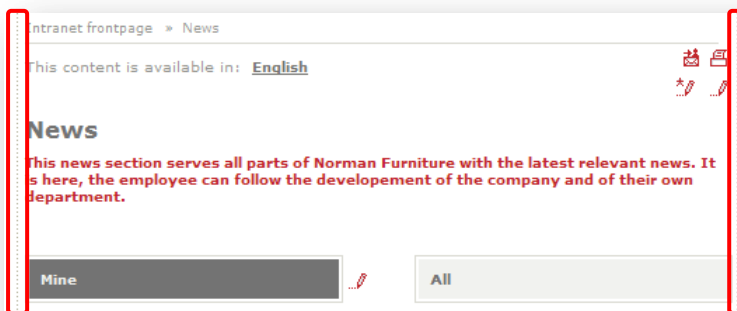 Intranet frontpage » News
This content is available in: English
News
This news section serves all parts of Norman Furniture with the latest relevant news. It
is here, the employee can follow the developement of the company and of their own
department.
Mine
All